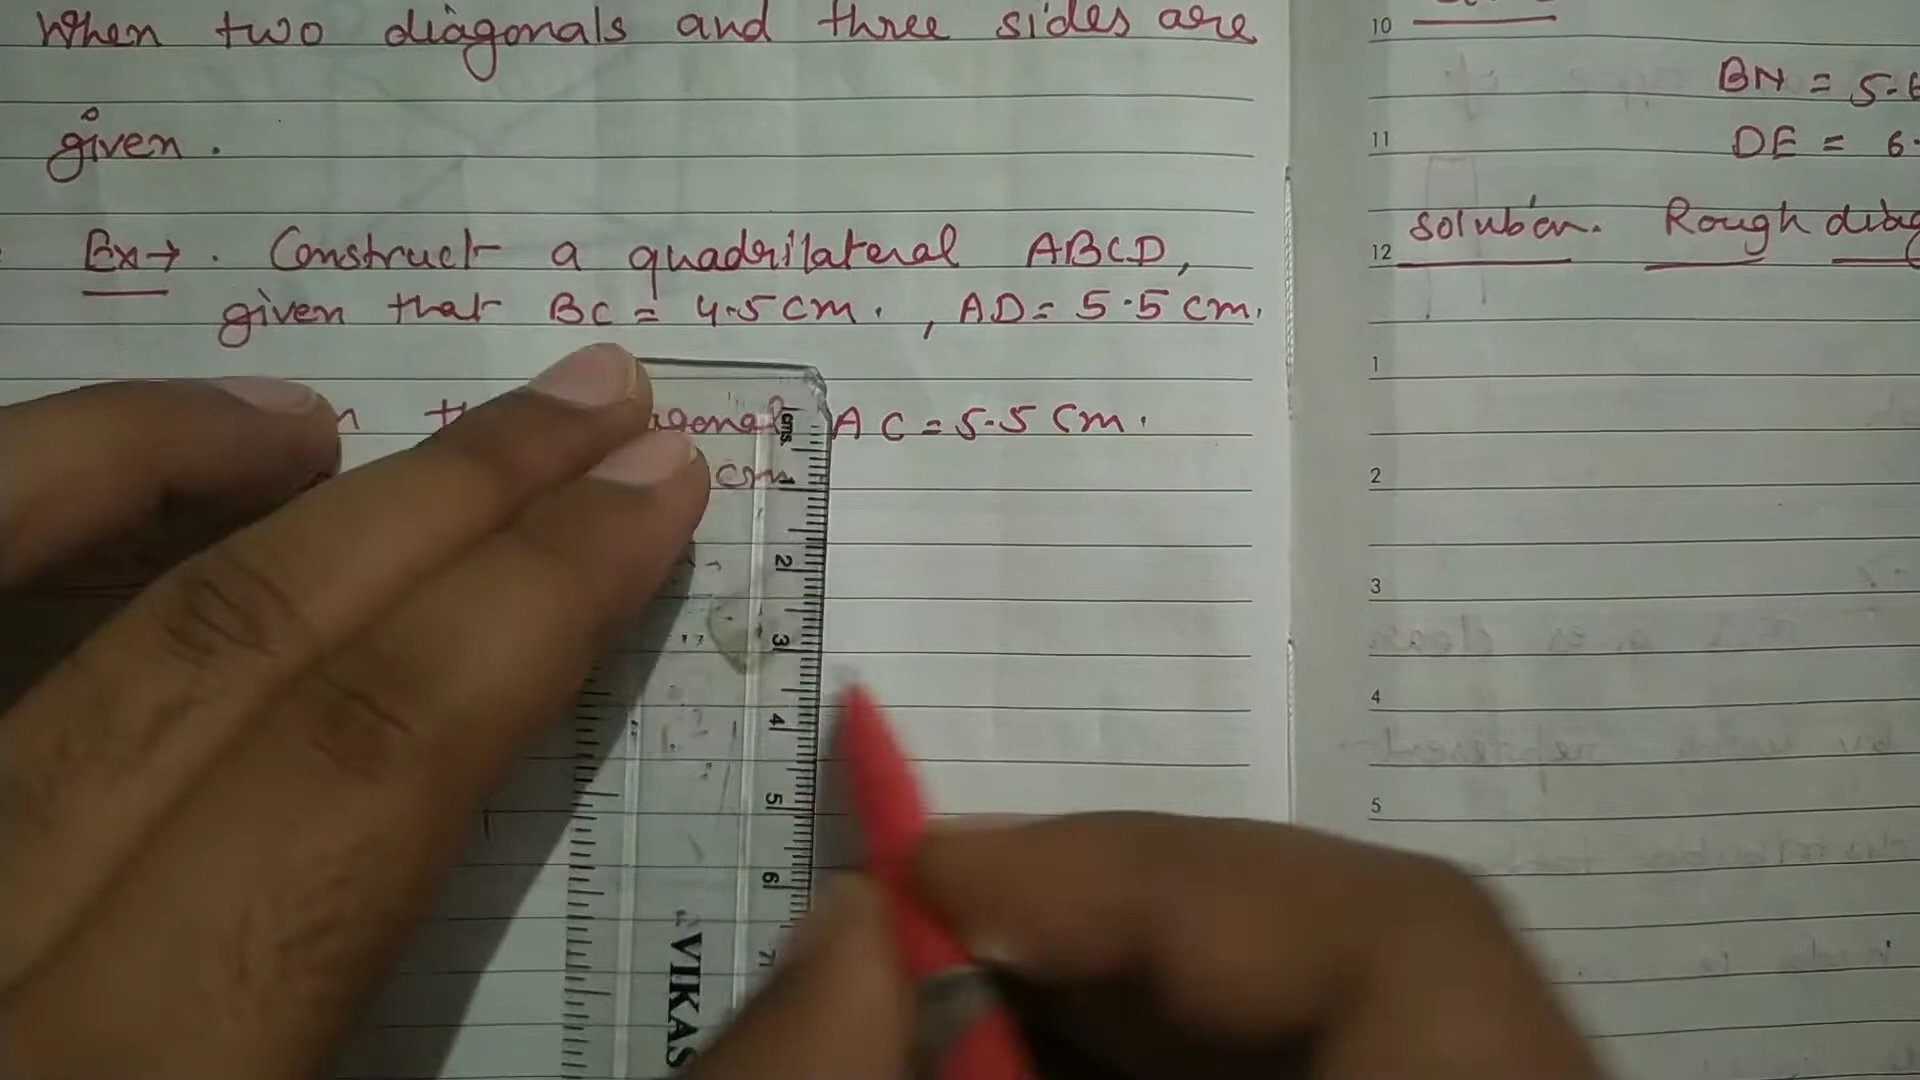 When two diagonals and three sides are
given.
Ex → . Construct a quadrilateral ABCD,
given that BC = 4.5 cm. , AD = 5.5 cm.
AC = 5.5 cm.
cm
cms.
1
2
3
4
5
6
7
VIKAS
10
BN = 5.6
11
DE = 6.
12 solution. Rough diag
1
2
3
4
5